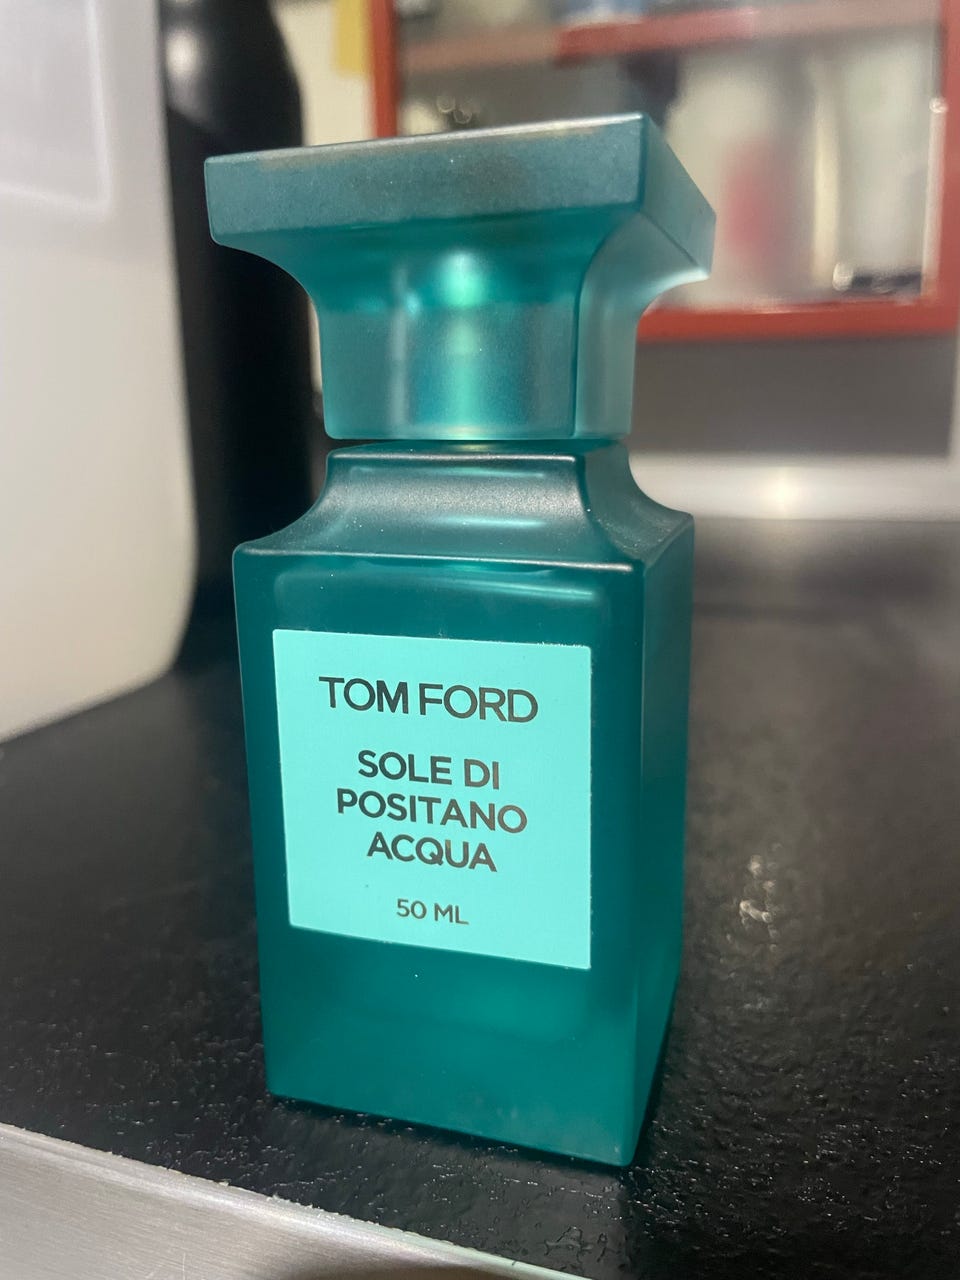 TOM FORD
SOLE DI
POSITANO
ACQUA
50 ML